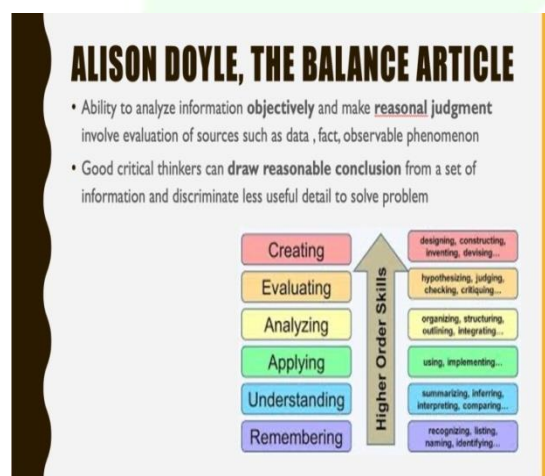 ALISON DOYLE, THE BALANCE ARTICLE
• Ability to analyze information objectively and make reasonal judgment
involve evaluation of sources such as data , fact, observable phenomenon
• Good critical thinkers can draw reasonable conclusion from a set of
information and discriminate less useful detail to solve problem
Creating
designing, constructing,
inventing, devising...
Evaluating
hypothesizing, judging,
checking, critiquing...
Analyzing
organizing, structuring,
outlining, integrating...
Applying
using, implementing...
Understanding
summarizing, inferring,
interpreting, comparing...
Remembering
recognizing, listing,
naming, identifying...
Higher Order Skills